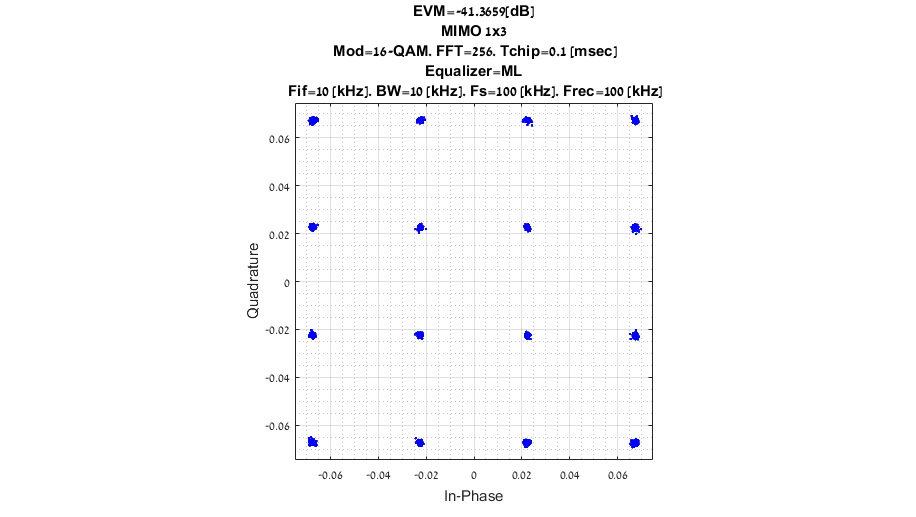 EVM=-41.3659[dB]
MIMO 1x3
Mod=16-QAM. FFT=256. Tchip=0.1 [msec]
Equalizer=ML
Fif=10 [kHz]. BW=10 [kHz]. Fs=100 [kHz]. Frec=100 [kHz]
0.06
0.04
0.02
0
-0.02
-0.04
-0.06
Quadrature
-0.06 -0.04 -0.02 0 0.02 0.04 0.06
In-Phase